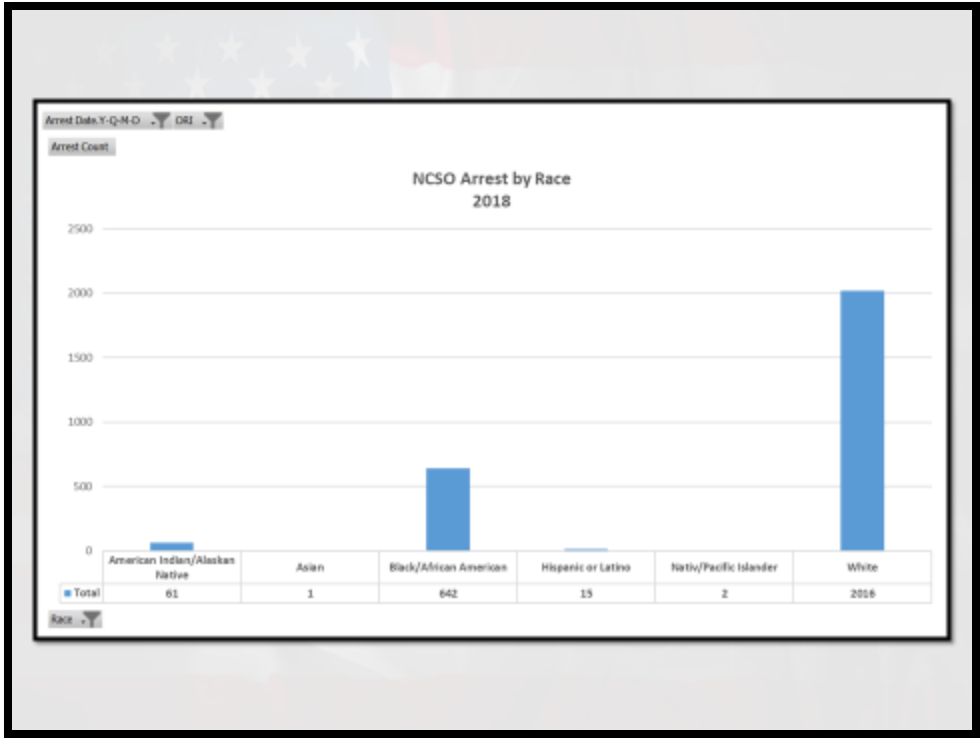 Arrest Date.Y-Q-M-D ORI
Arrest Count
NCSO Arrest by Race
2018
2500
2000
1500
1000
500
0
American Indian/Alaskan Native Asian Black/African American Hispanic or Latino Nativ/Pacific Islander White
Total 61 1 642 15 2 2016
Race